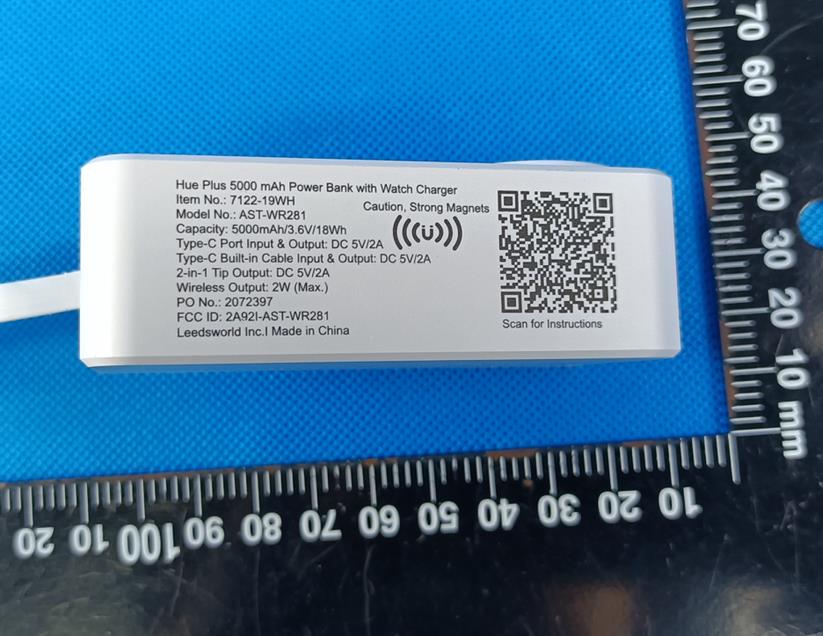 Hue Plus 5000 mAh Power Bank with Watch Charger
Item No.: 7122-19WH
Caution, Strong Magnets
Model No.: AST-WR281
Capacity: 5000mAh/3.6V/18Wh
Type-C Port Input & Output: DC 5V/2A
Type-C Built-in Cable Input & Output: DC 5V/2A
2-in-1 Tip Output: DC 5V/2A
Wireless Output: 2W (Max.)
PO No.: 2072397
FCC ID: 2A92I-AST-WR281
Leedsworld Inc.I Made in China
Scan for Instructions
70
60
50
40
30
20
10
mm
20 10 100 90 80 70 60 50 40 30 20 10